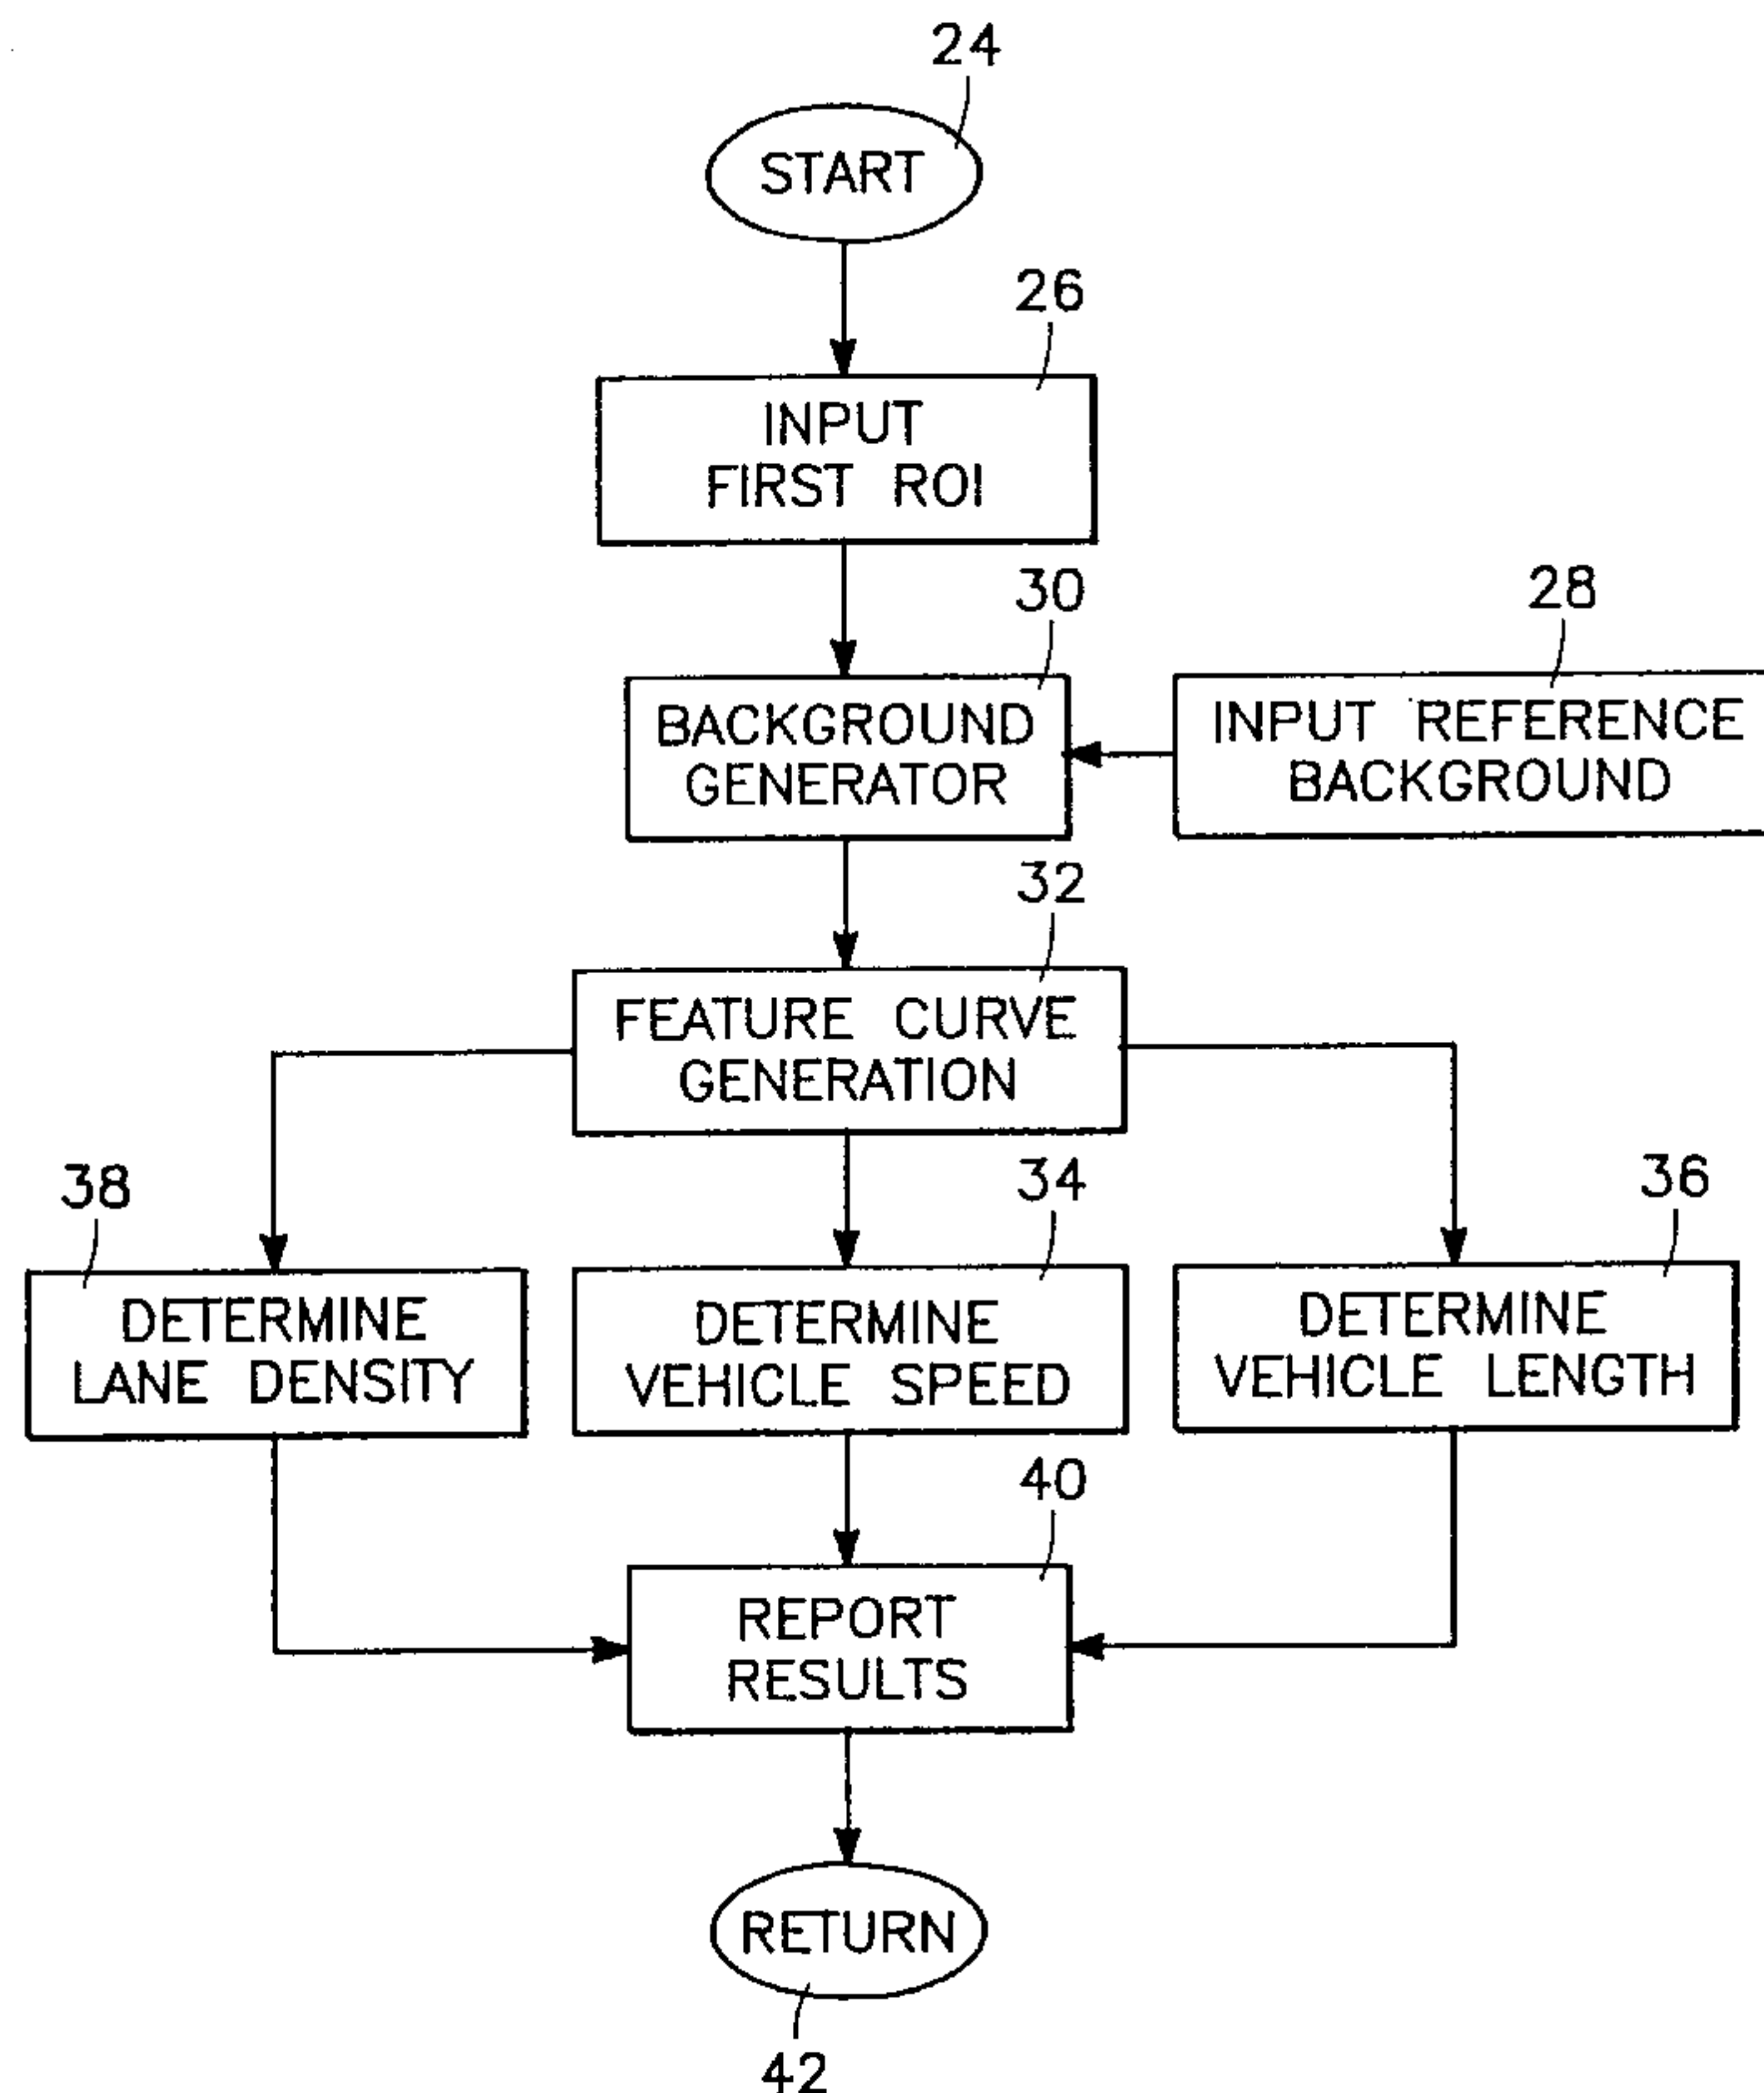 24
START
26
INPUT
FIRST ROI
30
28
BACKGROUND
GENERATOR
INPUT REFERENCE
BACKGROUND
32
FEATURE CURVE
GENERATION
38
34
36
DETERMINE
LANE DENSITY
DETERMINE
VEHICLE SPEED
DETERMINE
VEHICLE LENGTH
40
REPORT
RESULTS
RETURN
42